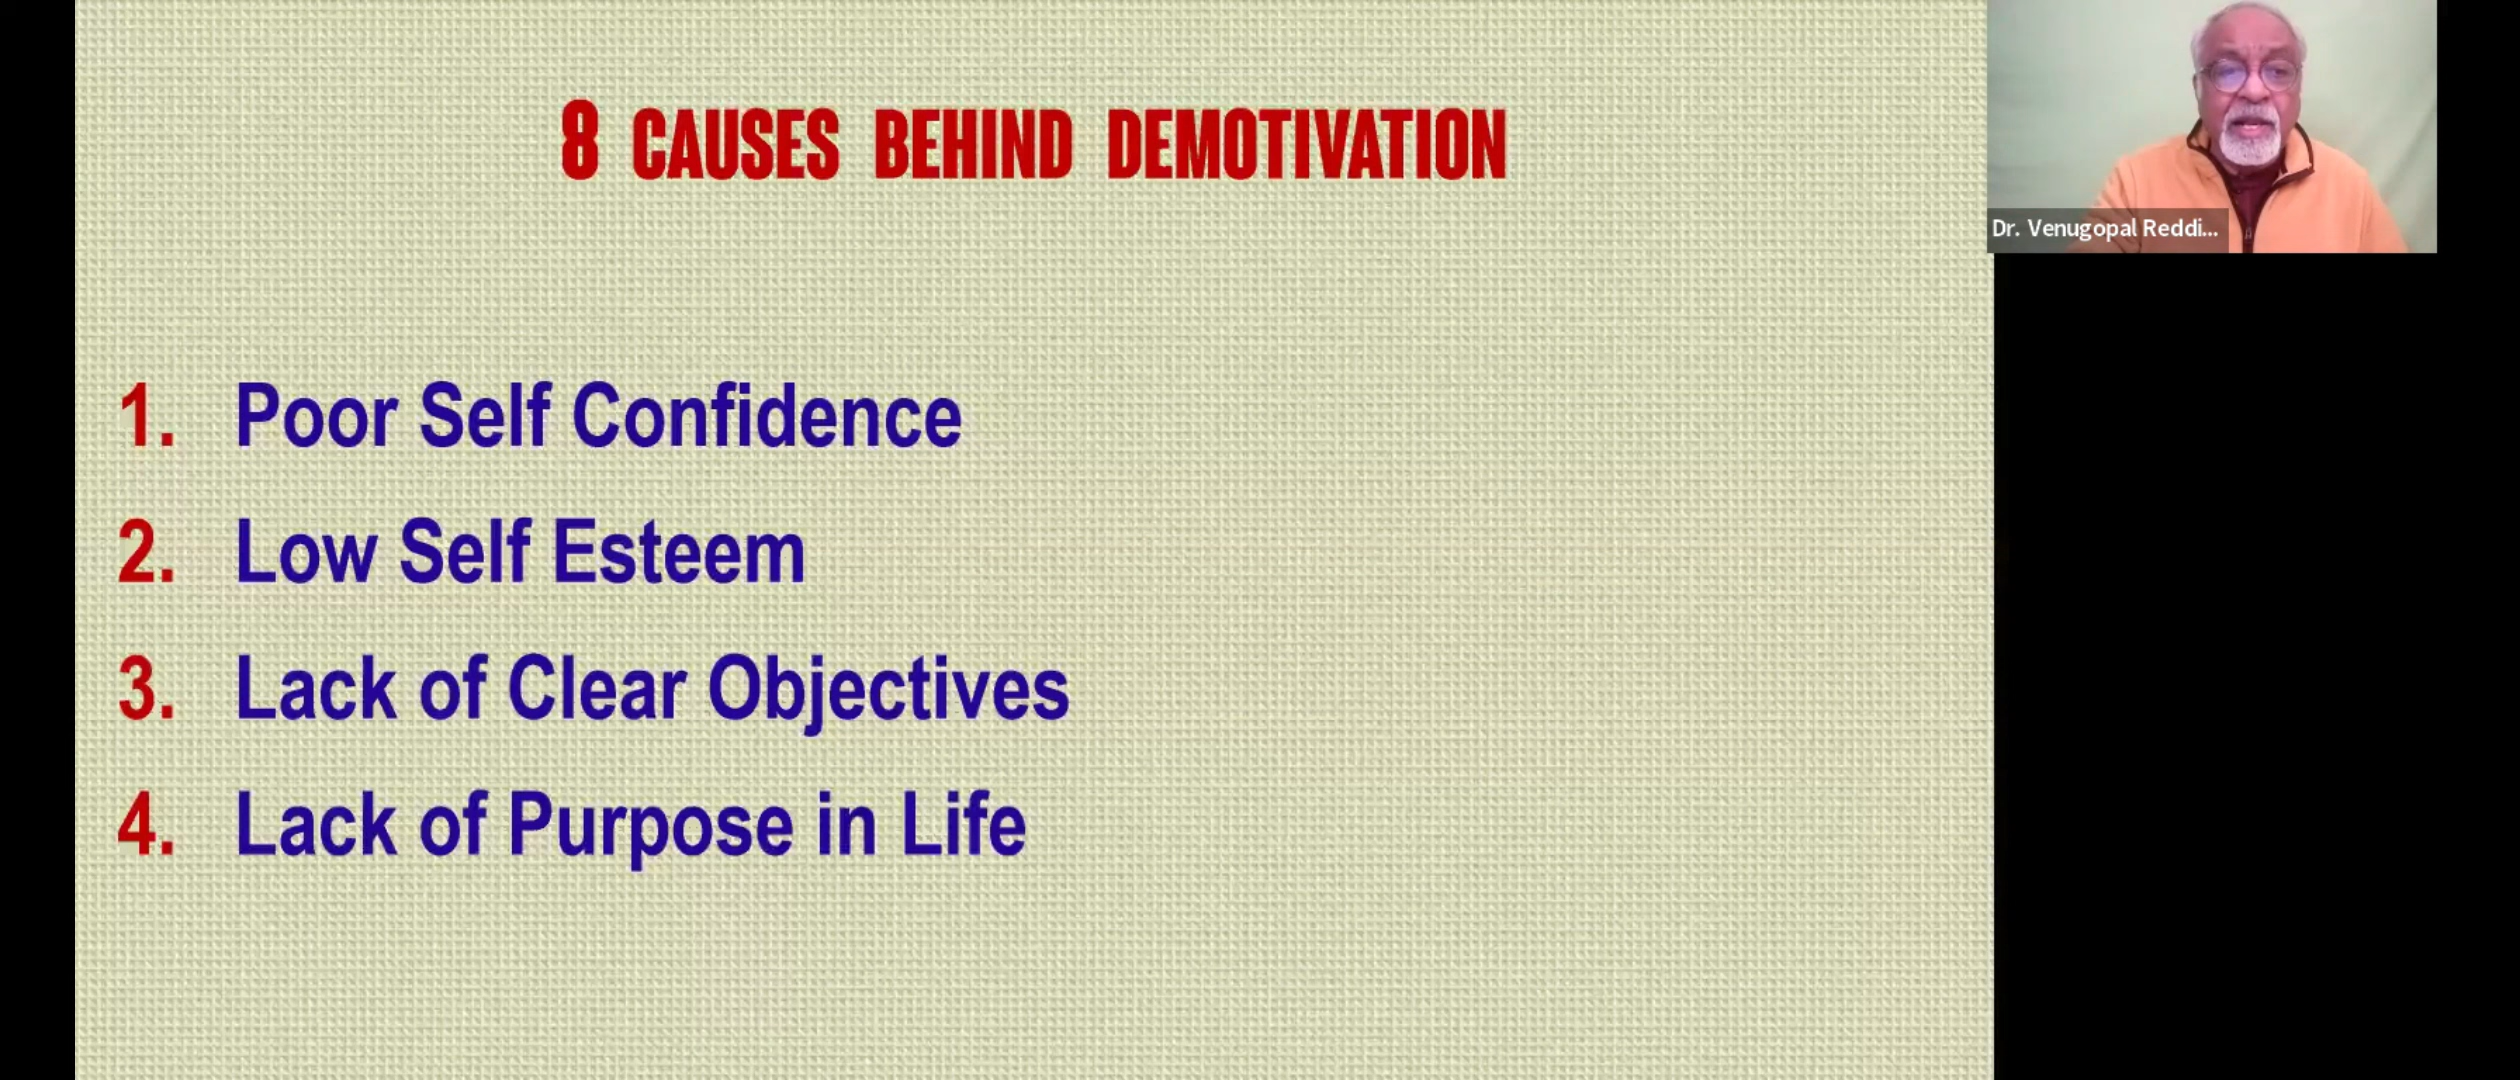 8 CAUSES BEHIND DEMOTIVATION
1. Poor Self Confidence
2. Low Self Esteem
3. Lack of Clear Objectives
4. Lack of Purpose in Life
Dr. Venugopal Reddi...